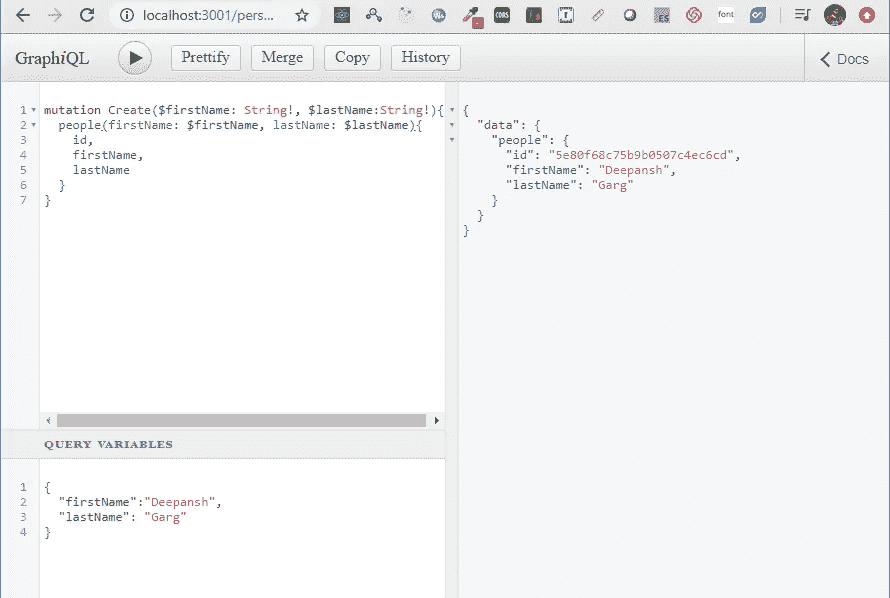 localhost:3001/pers...
GraphiQL
Prettify
Merge
Copy
History
Docs
1 mutation Create($firstName: String!, $lastName:String!){
2 people(firstName: $firstName, lastName: $lastName){
3 id,
4 firstName,
5 lastName
6 }
7 }
QUERY VARIABLES
1 {
2 "firstName":"Deepansh",
3 "lastName": "Garg"
4 }
{
"data": {
"people": {
"id": "5e80f68c75b9b0507c4ec6cd",
"firstName": "Deepansh",
"lastName": "Garg"
}
}
}
CORS
ES
font